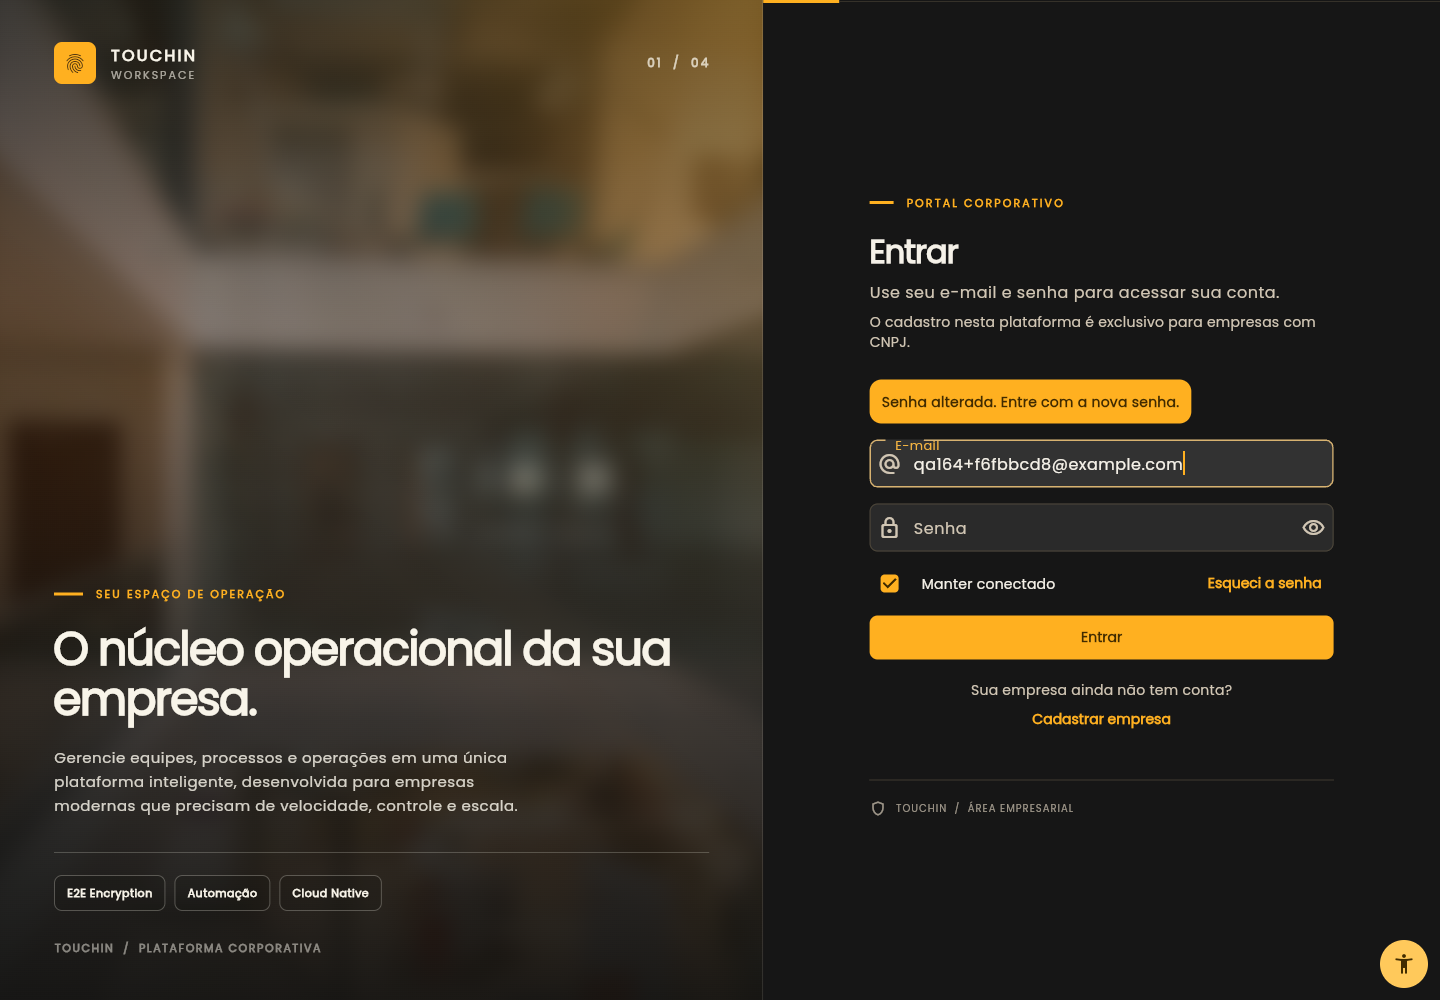 TOUCHIN
WORKSPACE
01 / 04
SEU ESPAÇO DE OPERAÇÃO
O núcleo operacional da sua
empresa.
Gerencie equipes, processos e operações em uma única
plataforma inteligente, desenvolvida para empresas
modernas que precisam de velocidade, controle e escala.
E2E Encryption
Automação
Cloud Native
TOUCHIN / PLATAFORMA CORPORATIVA
PORTAL CORPORATIVO
Entrar
Use seu e-mail e senha para acessar sua conta.
O cadastro nesta plataforma é exclusivo para empresas com
CNPJ.
Senha alterada. Entre com a nova senha.
E-mail
qa164+f6fbbcd8@example.com
Senha
Manter conectado
Esqueci a senha
Entrar
Sua empresa ainda não tem conta?
Cadastrar empresa
TOUCHIN / ÁREA EMPRESARIAL